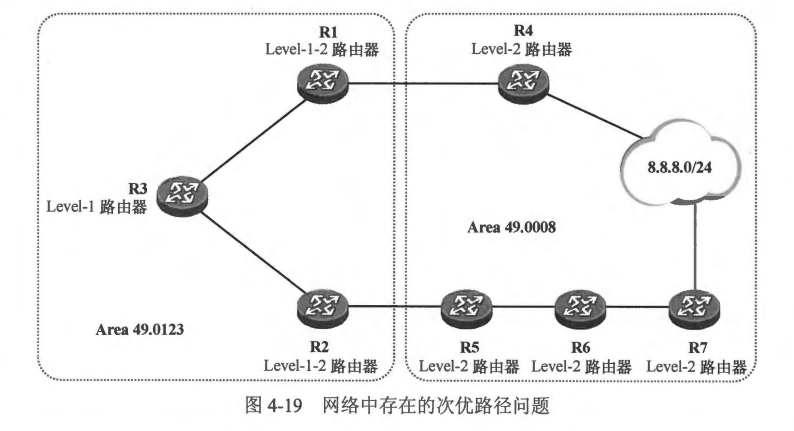 R1
Level-1-2 路由器
R4
Level-2 路由器
8.8.8.0/24
R3
Level-1 路由器
Area 49.0008
Area 49.0123
R2
Level-1-2 路由器
R5
Level-2 路由器
R6
Level-2 路由器
R7
Level-2 路由器
图 4-19 网络中存在的次优路径问题